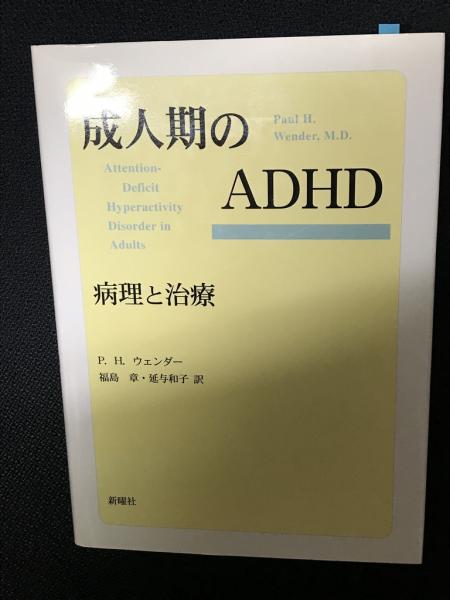 成人期の
Paul H.
Wender, M.D.
Attention-
Deficit
Hyperactivity
Disorder in
Adults
ADHD
病理と治療
P. H. ウェンダー
福島 章・延与和子 訳
新曜社